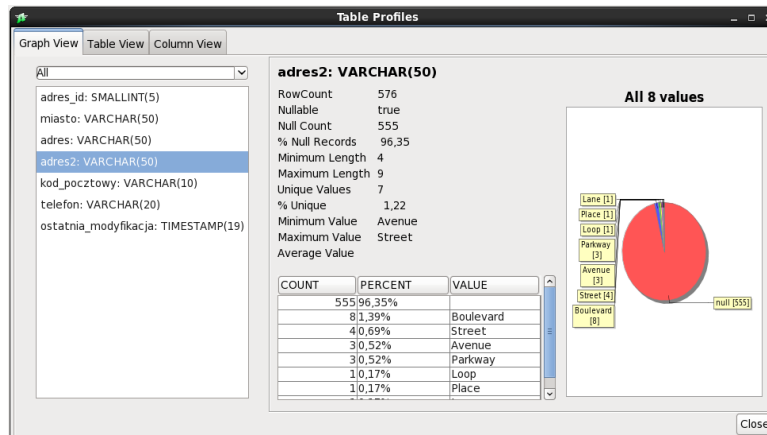 Table Profiles
Graph View Table View Column View
All
adres_id: SMALLINT(5)
miasto: VARCHAR(50)
adres: VARCHAR(50)
adres2: VARCHAR(50)
kod_pocztowy: VARCHAR(10)
telefon: VARCHAR(20)
ostatnia_modyfikacja: TIMESTAMP(19)
adres2: VARCHAR(50)
RowCount 576
Nullable true
Null Count 555
% Null Records 96,35
Minimum Length 4
Maximum Length 9
Unique Values 7
% Unique 1,22
Minimum Value Avenue
Maximum Value Street
Average Value
COUNT PERCENT VALUE
555 96,35%
8 1,39% Boulevard
4 0,69% Street
3 0,52% Avenue
3 0,52% Parkway
1 0,17% Loop
1 0,17% Place
All 8 values
Lane [1]
Place [1]
Loop [1]
Parkway
[3]
Avenue
[3]
Street [4]
Boulevard
[8]
null [555]
Close